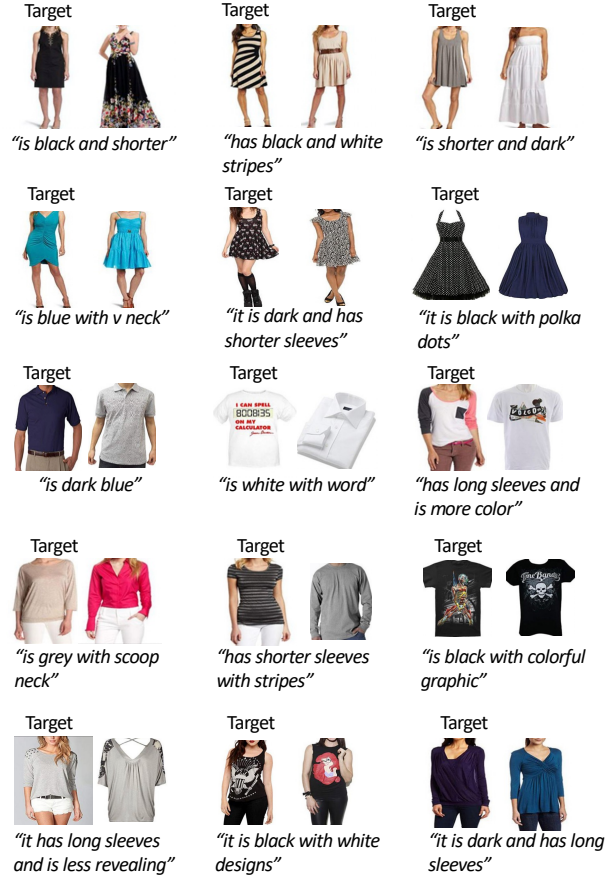 Target
Target
Target
“is black and shorter”
“has black and white
stripes”
“is shorter and dark”
Target
Target
Target
“is blue with v neck”
“it is dark and has
shorter sleeves”
“it is black with polka
dots”
Target
Target
Target
I CAN SPELL
8008135
ON MY
CALCULATOR
VOLCOM
“is dark blue”
“is white with word”
“has long sleeves and
is more color”
Target
Target
Target
“is grey with scoop
neck”
“has shorter sleeves
with stripes”
“is black with colorful
graphic”
Target
Target
Target
“it has long sleeves
and is less revealing”
“it is black with white
designs”
“it is dark and has long
sleeves”